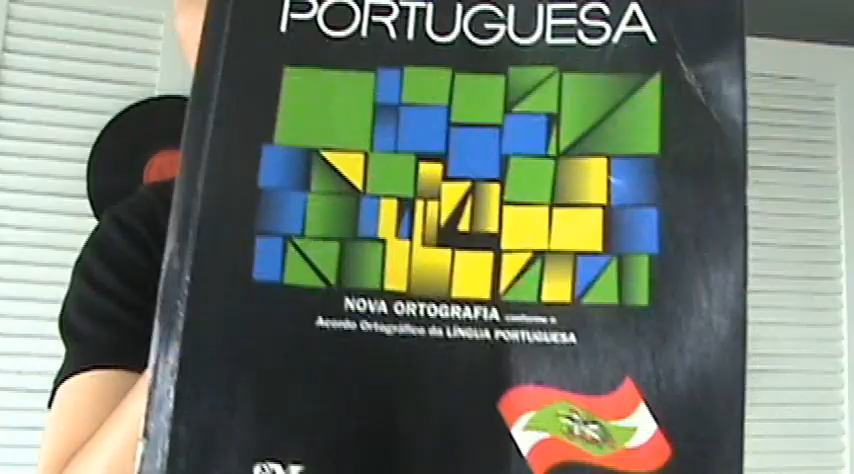 PORTUGUESA
NOVA ORTOGRAFIA conforme o
Acordo Ortográfico da LÍNGUA PORTUGUESA